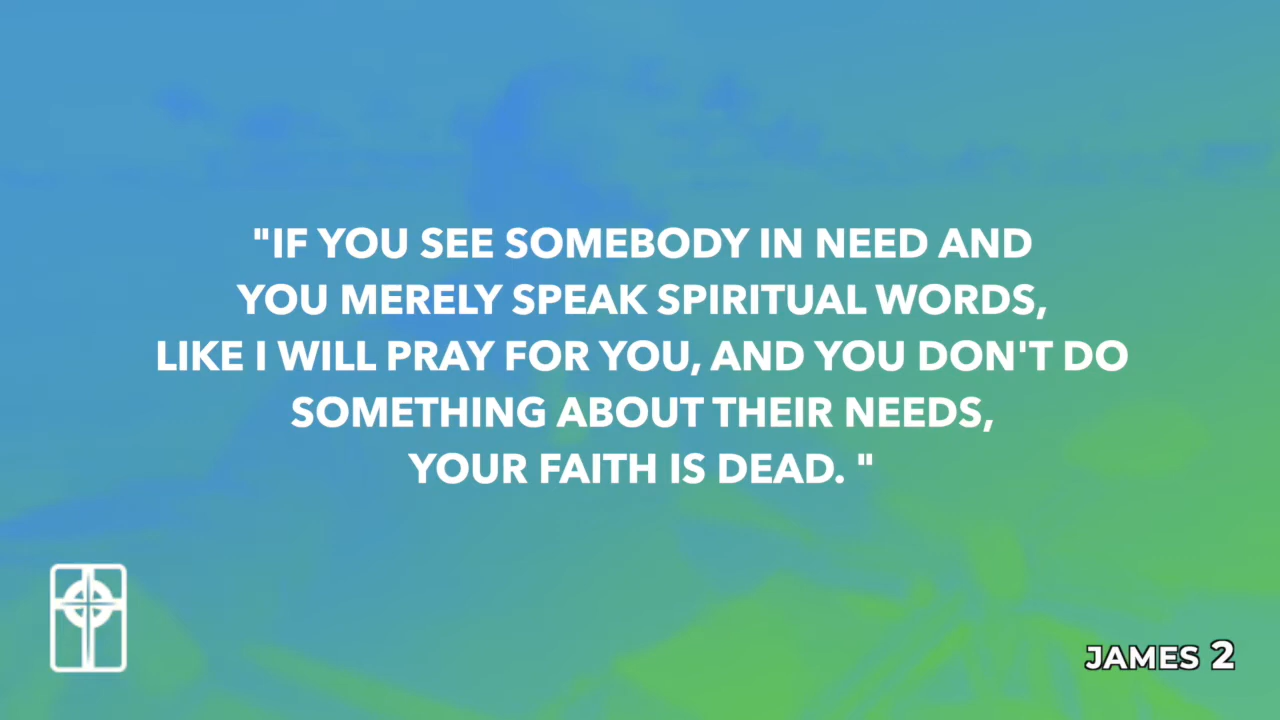 "IF YOU SEE SOMEBODY IN NEED AND
YOU MERELY SPEAK SPIRITUAL WORDS,
LIKE I WILL PRAY FOR YOU, AND YOU DON'T DO
SOMETHING ABOUT THEIR NEEDS,
YOUR FAITH IS DEAD. "
JAMES 2